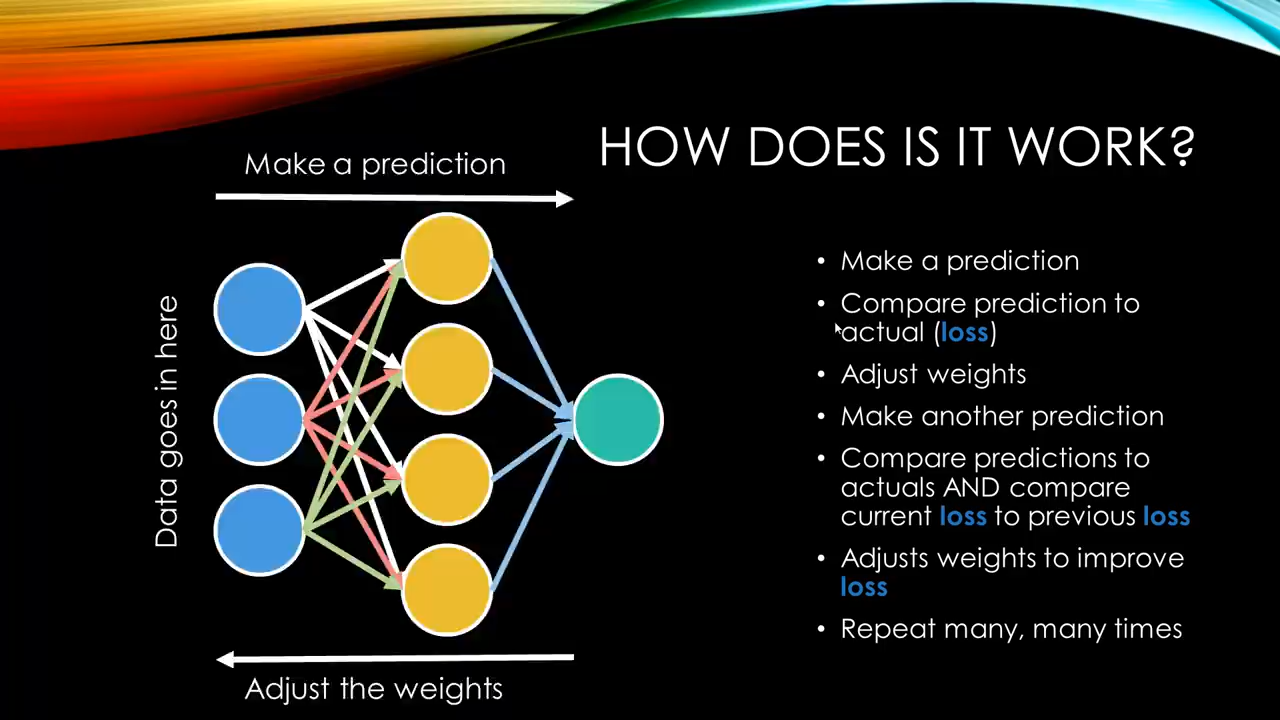 HOW DOES IS IT WORK?
Make a prediction
Data goes in here
Adjust the weights
• Make a prediction
• Compare prediction to
actual (loss)
• Adjust weights
• Make another prediction
• Compare predictions to
actuals AND compare
current loss to previous loss
• Adjusts weights to improve
loss
• Repeat many, many times